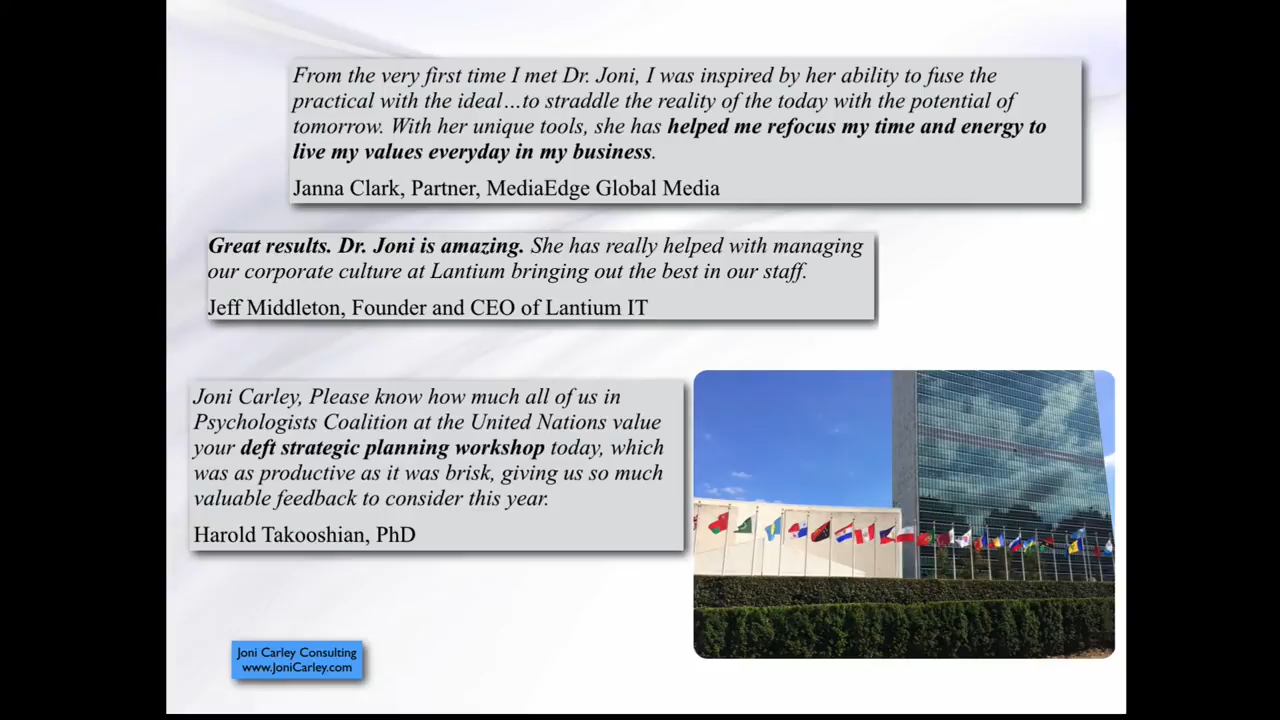 From the very first time I met Dr. Joni, I was inspired by her ability to fuse the
practical with the ideal…to straddle the reality of the today with the potential of
tomorrow. With her unique tools, she has helped me refocus my time and energy to
live my values everyday in my business.
Janna Clark, Partner, MediaEdge Global Media
Great results. Dr. Joni is amazing. She has really helped with managing
our corporate culture at Lantium bringing out the best in our staff.
Jeff Middleton, Founder and CEO of Lantium IT
Joni Carley, Please know how much all of us in
Psychologists Coalition at the United Nations value
your deft strategic planning workshop today, which
was as productive as it was brisk, giving us so much
valuable feedback to consider this year.
Harold Takooshian, PhD
Joni Carley Consulting
www.JoniCarley.com